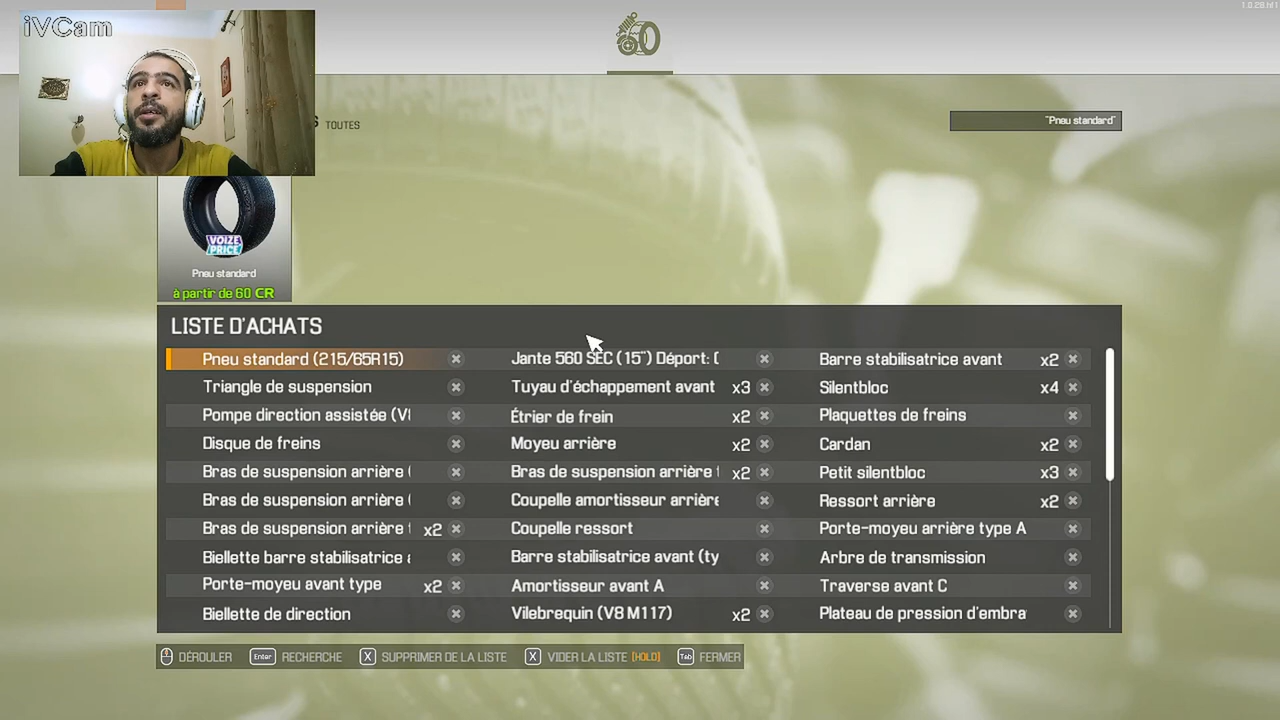 iVCam
TOUTES
"Pneu standard"
VOIZE
PRICE
Pneu standard
à partir de 60 CR
LISTE D'ACHATS
Pneu standard (215/65R15)
Jante 560 SEC (15") Déport:
Barre stabilisatrice avant x2
Triangle de suspension
Tuyau d'échappement avant x3
Silentbloc x4
Pompe direction assistée
Étrier de frein x2
Plaquettes de freins
Disque de freins
Moyeu arrière x2
Cardan x2
Bras de suspension arrière (
Bras de suspension arrière x2
Petit silentbloc x3
Bras de suspension arrière (
Coupelle amortisseur arrière
Ressort arrière x2
Bras de suspension arrière x2
Coupelle ressort
Porte-moyeu arrière type A
Biellette barre stabilisatrice
Barre stabilisatrice avant (ty
Arbre de transmission
Porte-moyeu avant type x2
Amortisseur avant A
Traverse avant C
Biellette de direction
Vilebrequin (V8 M117) x2
Plateau de pression d'embra
DÉROULER
Enter RECHERCHE
X SUPPRIMER DE LA LISTE
X VIDER LA LISTE (HOLD)
Tab FERMER